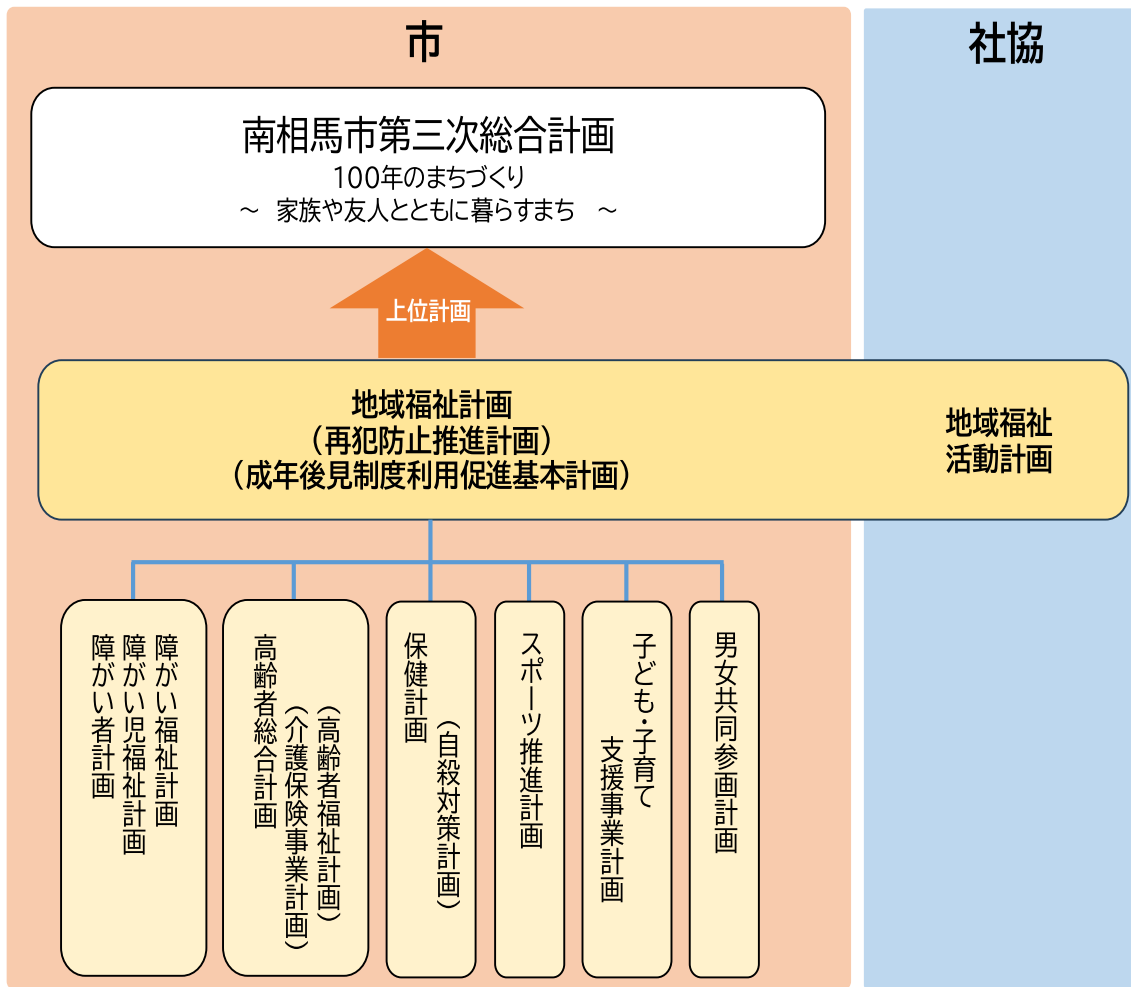 市
社協
南相馬市第三次総合計画
100年のまちづくり
～ 家族や友人とともに暮らすまち ～
上位計画
地域福祉計画
（再犯防止推進計画）
（成年後見制度利用促進基本計画）
地域福祉
活動計画
障がい者計画
障がい児福祉計画
障がい福祉計画
高齢者総合計画
（介護保険事業計画）
（高齢者福祉計画）
保健計画
（自殺対策計画）
スポーツ推進計画
子ども・子育て
支援事業計画
男女共同参画計画